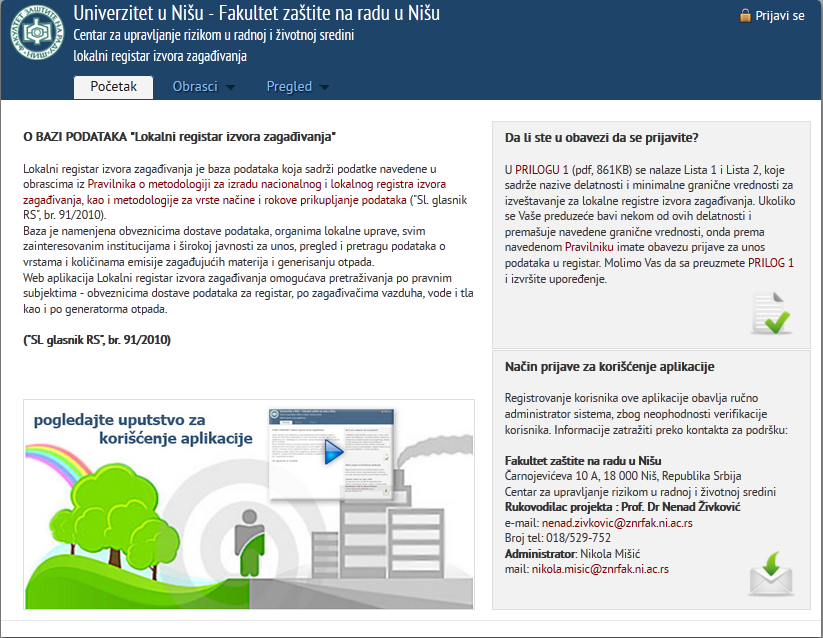 Univerzitet u Nišu - Fakultet zaštite na radu u Nišu
Centar za upravljanje rizikom u radnoj i životnoj sredini
lokalni registar izvora zagađivanja
Prijavi se
Početak
Obrasci
Pregled
O BAZI PODATAKA "Lokalni registar izvora zagađivanja"
Lokalni registar izvora zagađivanja je baza podataka koja sadrži podatke navedene u
obrascima iz Pravilnika o metodologiji za izradu nacionalnog i lokalnog registra izvora
zagađivanja, kao i metodologije za vrste načine i rokove prikupljanje podataka ("Sl. glasnik
RS", br. 91/2010).
Baza je namenjena obveznicima dostave podataka, organima lokalne uprave, svim
zainteresovanim institucijama i širokoj javnosti za unos, pregled i pretragu podataka o
vrstama i količinama emisije zagađujućih materija i generisanju otpada.
Web aplikacija Lokalni registar izvora zagađivanja omogućava pretraživanja po pravnim
subjektima - obveznicima dostave podataka za registar, po zagađivačima vazduha, vode i tla
kao i po generatorma otpada.
("Sl. glasnik RS", br. 91/2010)
pogledajte uputstvo za
korišćenje aplikacije
Da li ste u obavezi da se prijavite?
U PRILOGU 1 (pdf, 861KB) se nalaze Lista 1 i Lista 2, koje
sadrže nazive delatnosti i minimalne granične vrednosti za
izveštavanje za lokalne registre izvora zagađivanja. Ukoliko
se Vaše preduzeće bavi nekom od ovih delatnosti i
premašuje navedene granične vrednosti, onda prema
navedenom Pravilniku imate obavezu prijave za unos
podataka u registar. Molimo Vas da sa preuzmete PRILOG 1
i izvršite upoređenje.
Način prijave za korišćenje aplikacije
Registrovanje korisnika ove aplikacije obavlja ručno
administrator sistema, zbog neophodnosti verifikacije
korisnika. Informacije zatražiti preko kontakta za podršku:
Fakultet zaštite na radu u Nišu
Čarnojevićeva 10 A, 18 000 Niš, Republika Srbija
Centar za upravljanje rizikom u radnoj i životnoj sredini
Rukovodilac projekta : Prof. Dr Nenad Živković
e-mail: nenad.zivkovic@znrfak.ni.ac.rs
Broj tel: 018/529-752
Administrator: Nikola Mišić
mail: nikola.misic@znrfak.ni.ac.rs